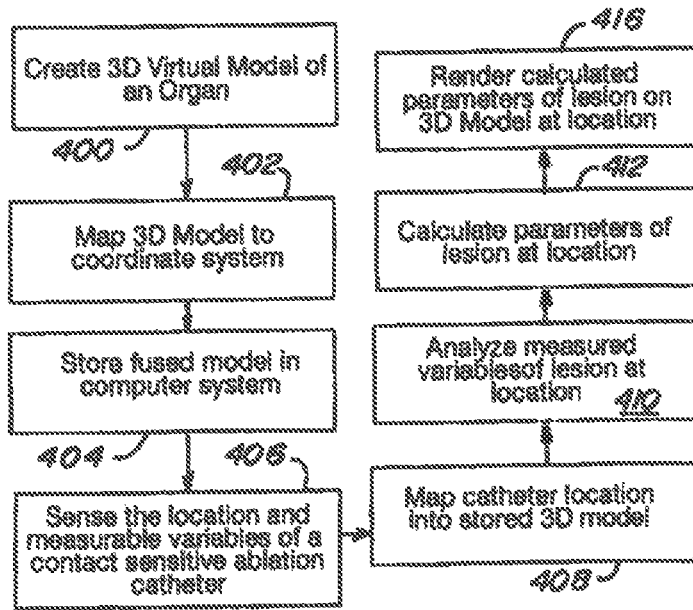 Create 3D Virtual Model of
an Organ
400
402
Map 3D Model to
coordinate system
Store fused model in
computer system
404
406
Sense the location and
measurable variables of a
contact sensitive ablation
catheter
Map catheter location
into stored 3D model
408
Analyze measured
variablesof lesion at
location
410
412
Calculate parameters of
lesion at location
416
Render calculated
parameters of lesion on
3D Model at location